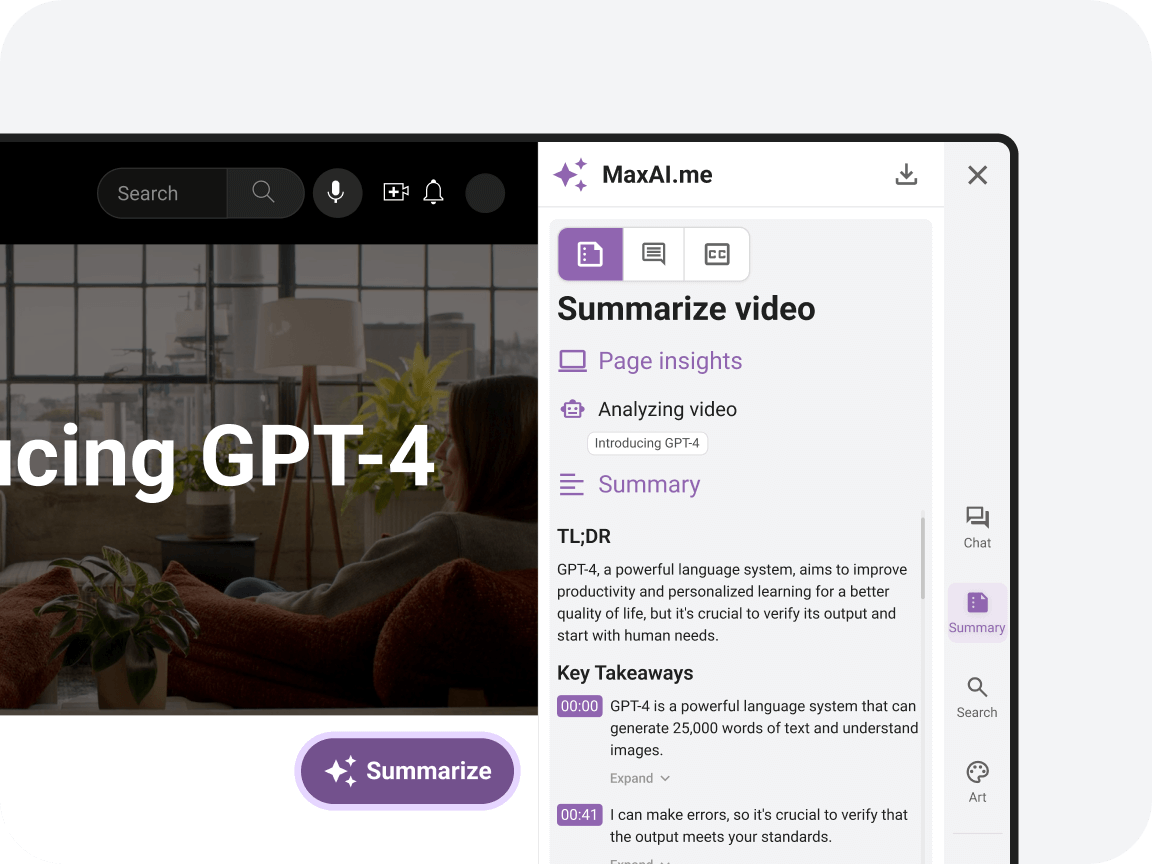 Search
ucing GPT-4
Summarize
MaxAI.me
CC
Summarize video
Page insights
Analyzing video
Introducing GPT-4
Summary
TL;DR
GPT-4, a powerful language system, aims to improve
productivity and personalized learning for a better
quality of life, but it's crucial to verify its output and
start with human needs.
Key Takeaways
00:00 GPT-4 is a powerful language system that can
generate 25,000 words of text and understand
images.
Expand
00:41 I can make errors, so it's crucial to verify that
the output meets your standards.
Expand
Chat
Summary
Search
Art